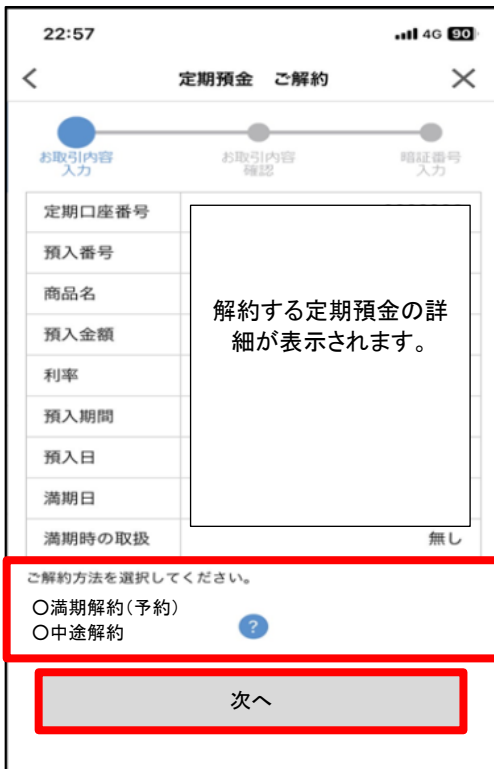 22:57
4G 90
定期預金 ご解約
お取引内容
入力
お取引内容
確認
暗証番号
入力
定期口座番号
預入番号
商品名
預入金額
利率
預入期間
預入日
満期日
満期時の取扱 無し
解約する定期預金の詳
細が表示されます。
ご解約方法を選択してください。
〇満期解約(予約)
〇中途解約
?
次へ